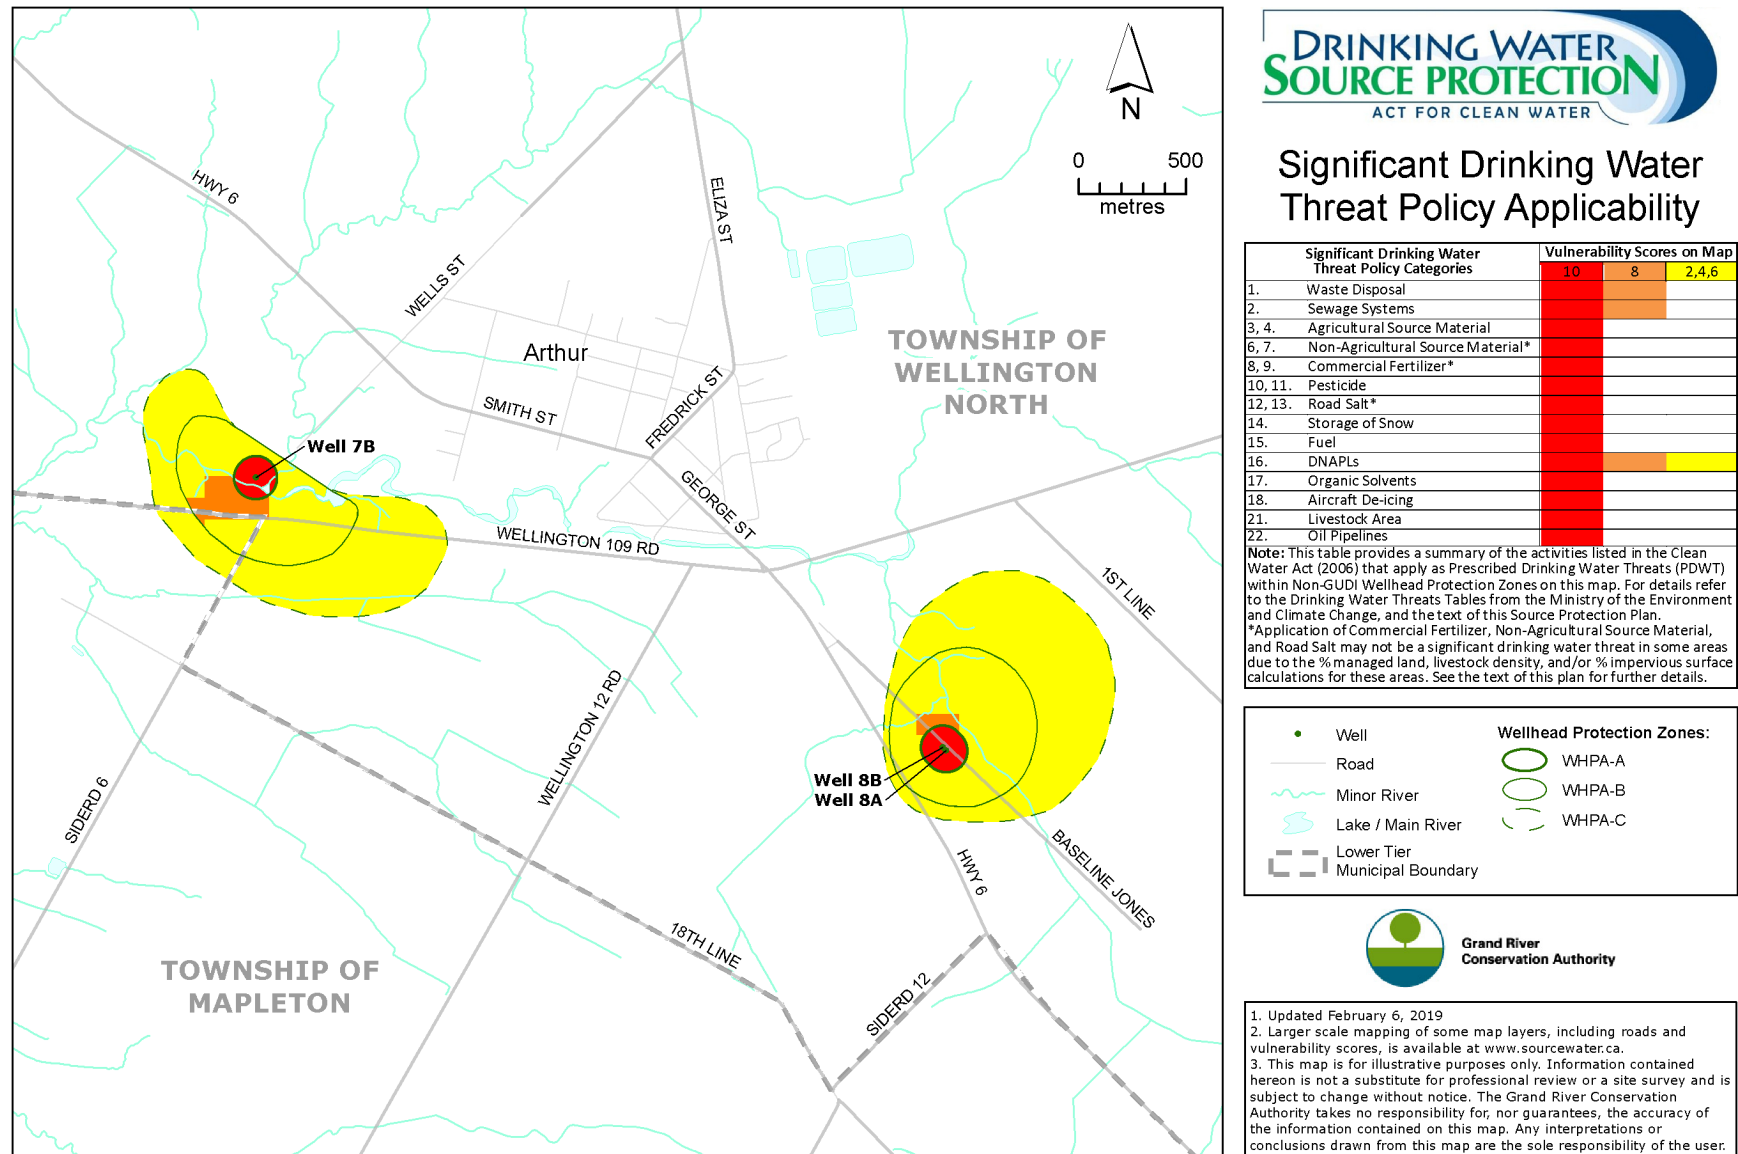 HWY 6
WELLS ST
ELIZA ST
N
0 500
metres
Arthur
TOWNSHIP OF
WELLINGTON
NORTH
SMITH ST
FREDRICK ST
Well 7B
GEORGE ST
WELLINGTON 109 RD
1ST LINE
WELLINGTON 12 RD
SIDERD 6
Well 8B
Well 8A
HWY 6
BASELINE JONES
18TH LINE
SIDERD 12
TOWNSHIP OF
MAPLETON
DRINKING WATER
SOURCE PROTECTION
ACT FOR CLEAN WATER
Significant Drinking Water
Threat Policy Applicability
Significant Drinking Water
Threat Policy Categories
Vulnerability Scores on Map
10 8 2,4,6
1. Waste Disposal
2. Sewage Systems
3, 4. Agricultural Source Material
6, 7. Non-Agricultural Source Material*
8, 9. Commercial Fertilizer*
10, 11. Pesticide
12, 13. Road Salt*
14. Storage of Snow
15. Fuel
16. DNAPLs
17. Organic Solvents
18. Aircraft De-icing
21. Livestock Area
22. Oil Pipelines
Note: This table provides a summary of the activities listed in the Clean
Water Act (2006) that apply as Prescribed Drinking Water Threats (PDWT)
within Non-GUDI Wellhead Protection Zones on this map. For details refer
to the Drinking Water Threats Tables from the Ministry of the Environment
and Climate Change, and the text of this Source Protection Plan.
*Application of Commercial Fertilizer, Non-Agricultural Source Material,
and Road Salt may not be a significant drinking water threat in some areas
due to the % managed land, livestock density, and/or % impervious surface
calculations for these areas. See the text of this plan for further details.
Well
Road
Minor River
Lake / Main River
Lower Tier
Municipal Boundary
Wellhead Protection Zones:
WHPA-A
WHPA-B
WHPA-C
Grand River
Conservation Authority
1. Updated February 6, 2019
2. Larger scale mapping of some map layers, including roads and
vulnerability scores, is available at www.sourcewater.ca.
3. This map is for illustrative purposes only. Information contained
hereon is not a substitute for professional review or a site survey and is
subject to change without notice. The Grand River Conservation
Authority takes no responsibility for, nor guarantees, the accuracy of
the information contained on this map. Any interpretations or
conclusions drawn from this map are the sole responsibility of the user.